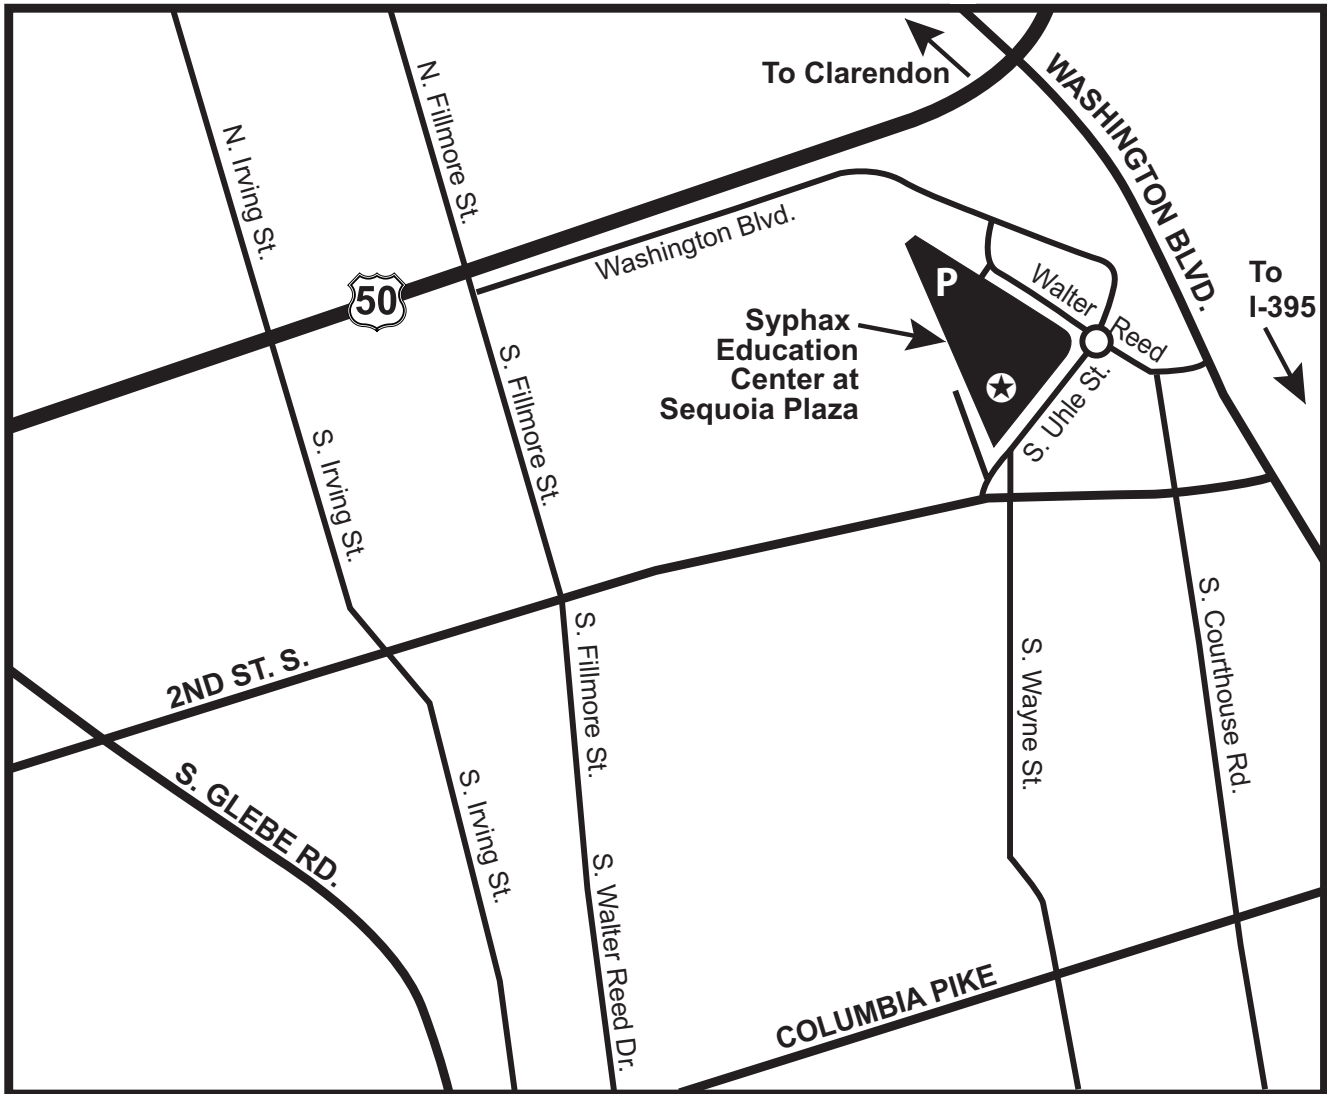 To Clarendon
WASHINGTON BLVD.
N. Fillmore St.
N. Irving St.
Washington Blvd.
50
P
Walter
Reed
To
I-395
Syphax
Education
Center at
Sequoia Plaza
S. Uhle St.
S. Fillmore St.
S. Irving St.
2ND ST. S.
S. Fillmore St.
S. Courthouse Rd.
S. Wayne St.
S. GLEBE RD.
S. Irving St.
S. Walter Reed Dr.
COLUMBIA PIKE